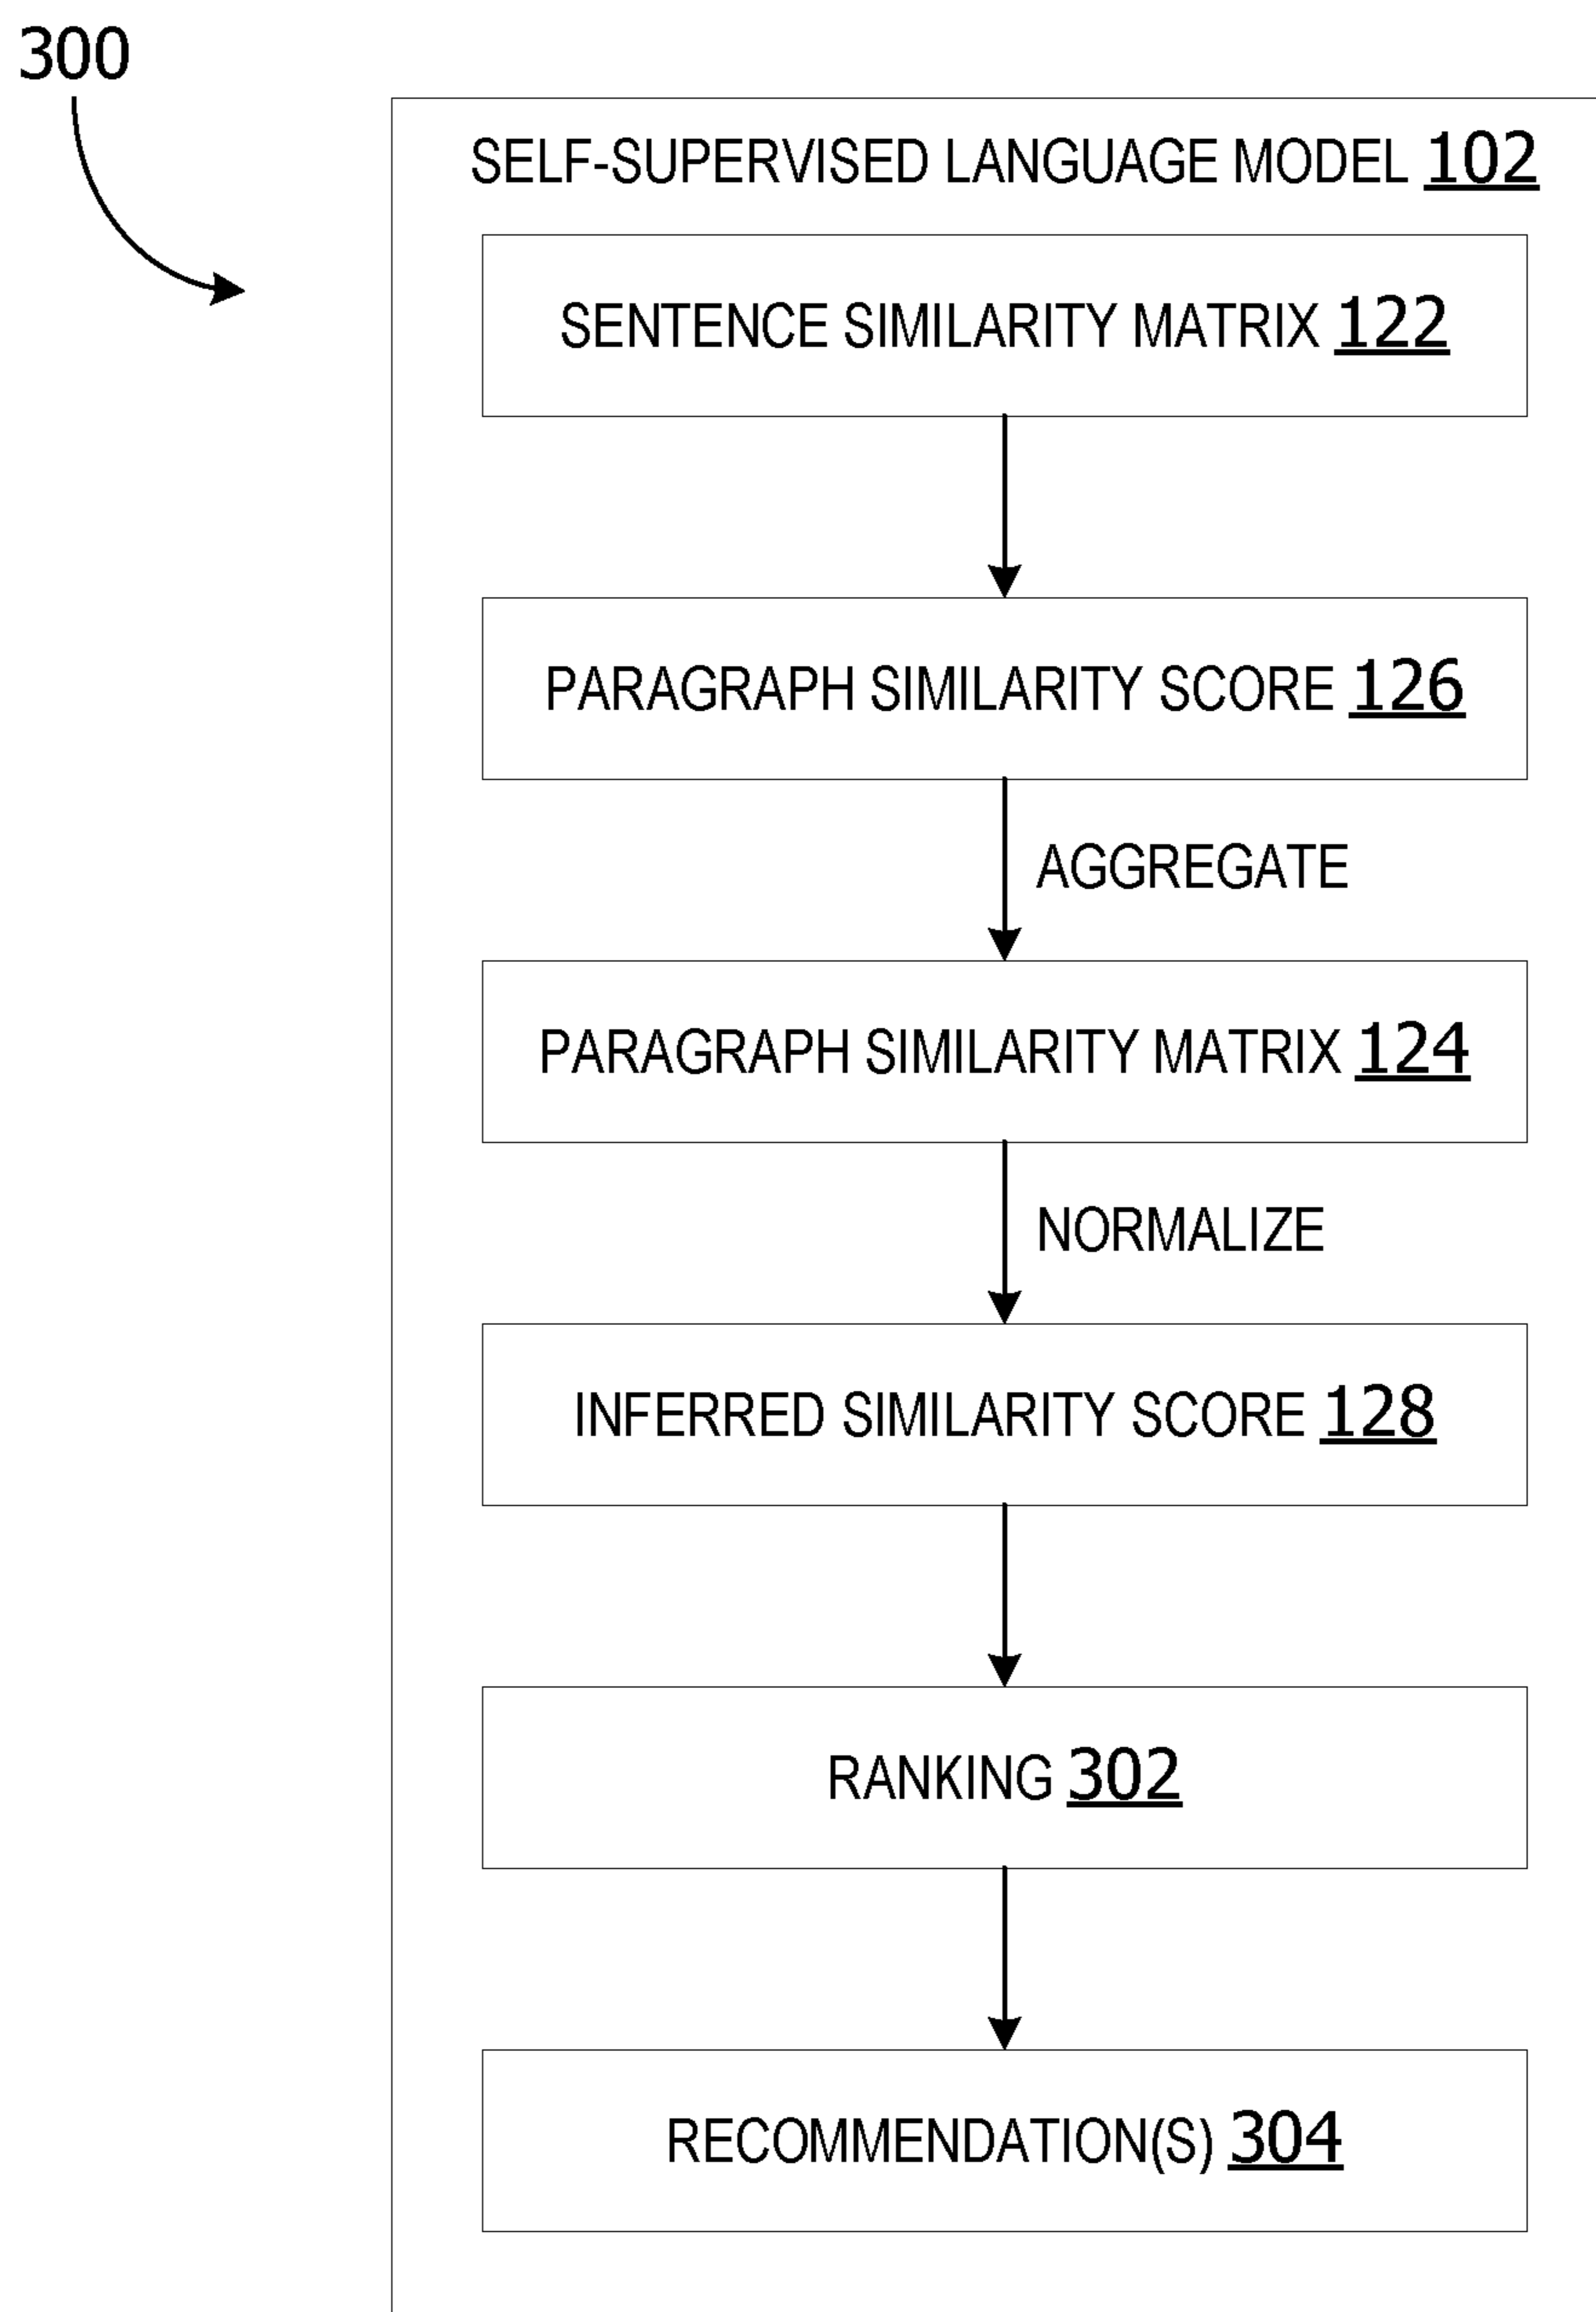 300
SELF-SUPERVISED LANGUAGE MODEL 102
SENTENCE SIMILARITY MATRIX 122
PARAGRAPH SIMILARITY SCORE 126
AGGREGATE
PARAGRAPH SIMILARITY MATRIX 124
NORMALIZE
INFERRED SIMILARITY SCORE 128
RANKING 302
RECOMMENDATION(S) 304